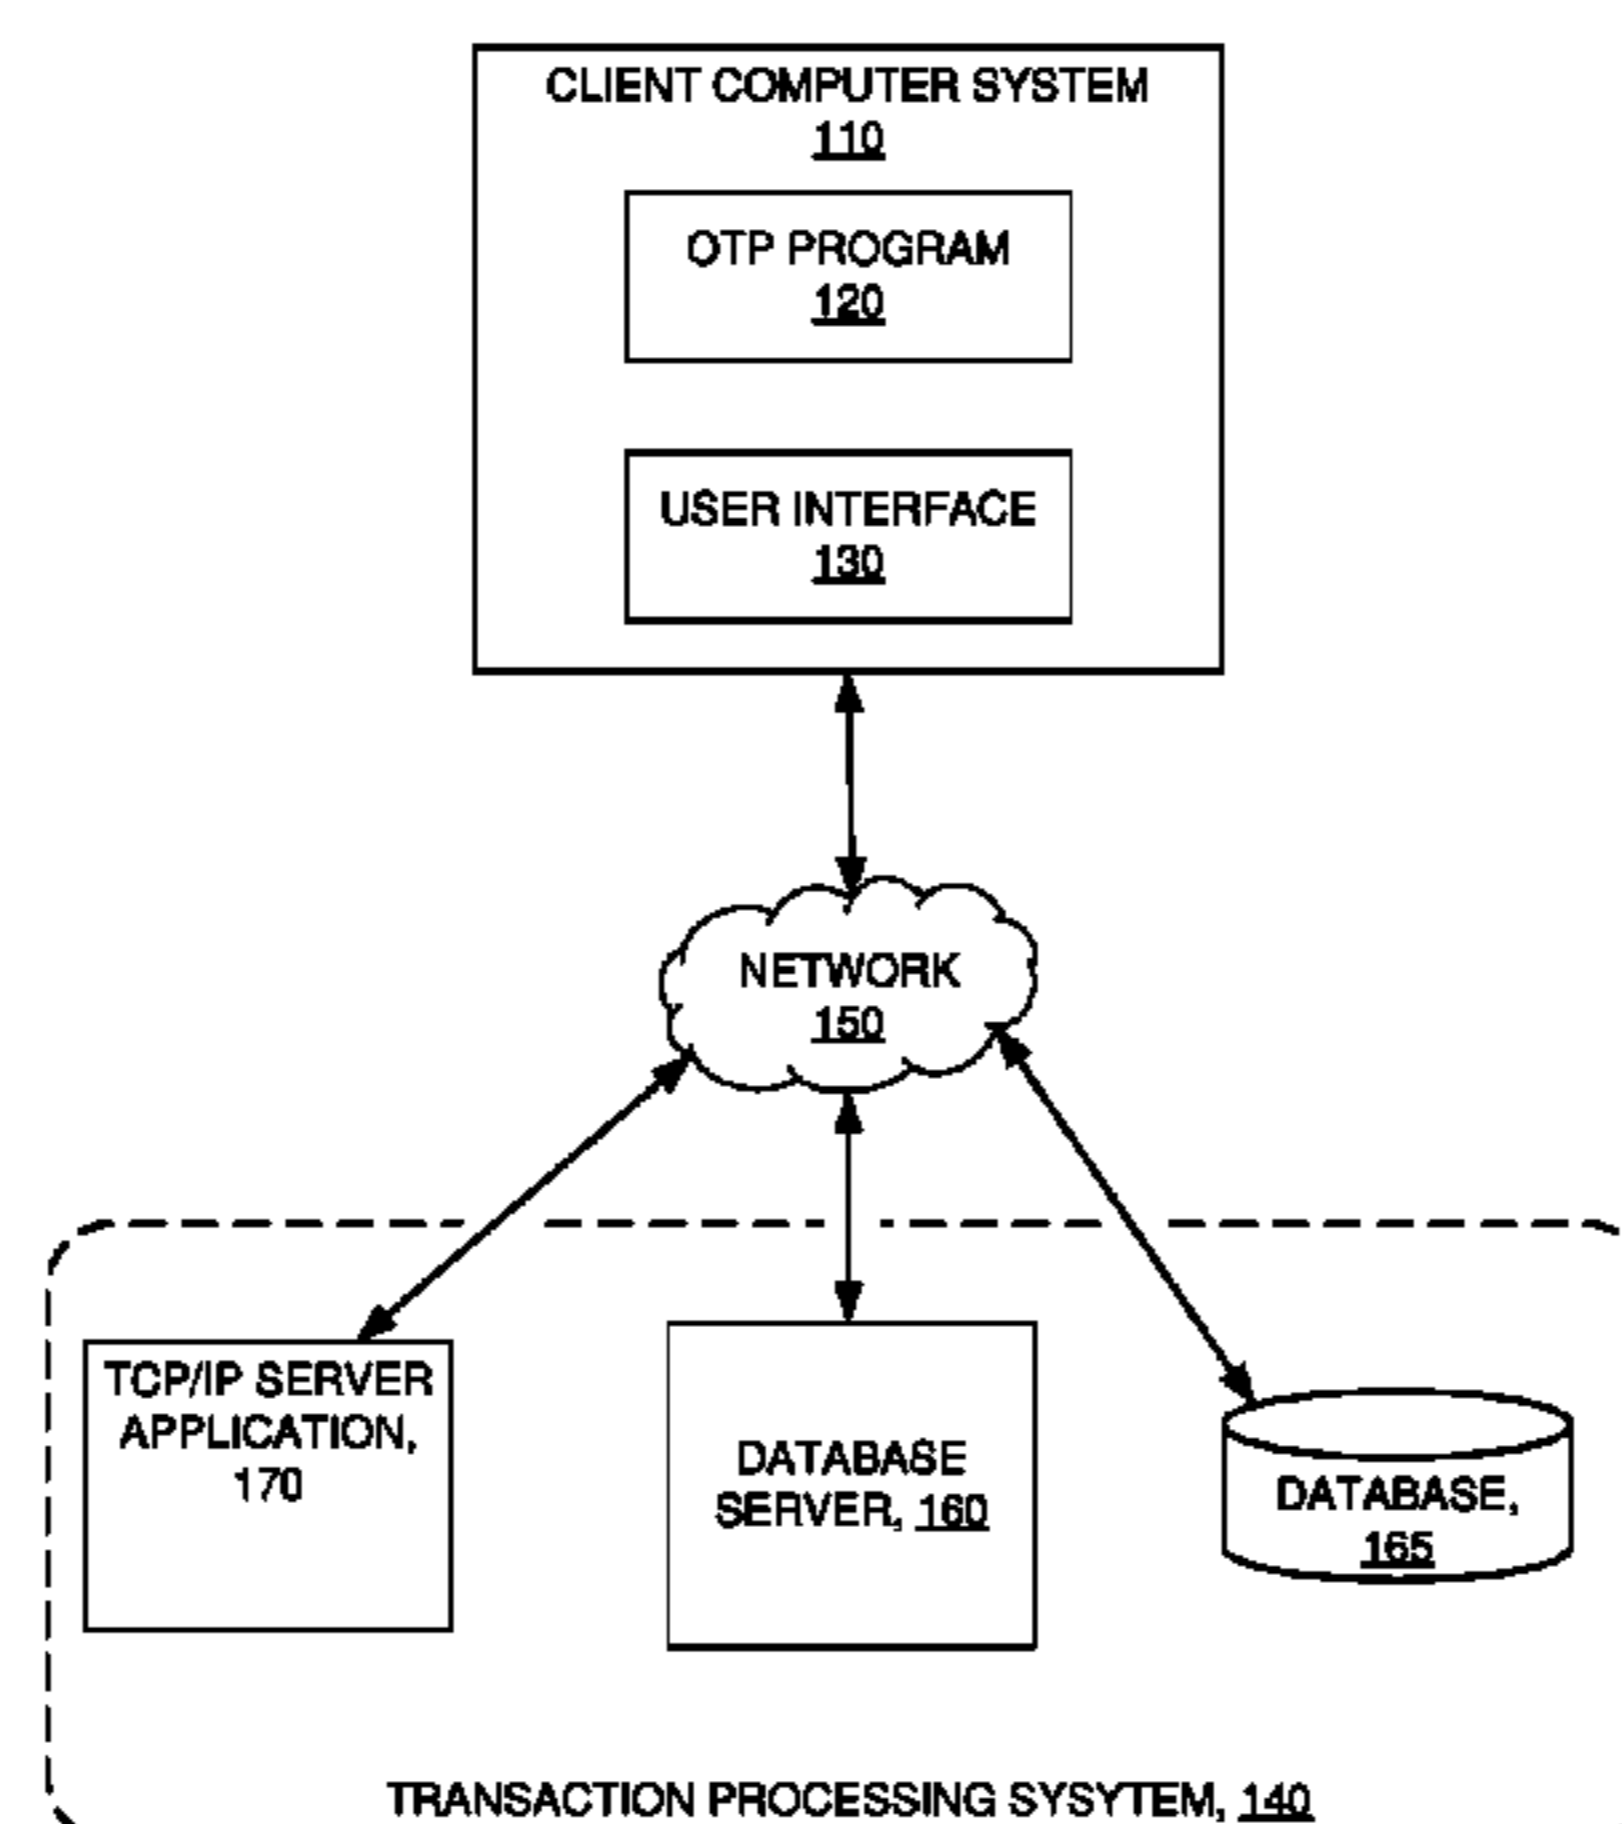 CLIENT COMPUTER SYSTEM
110
OTP PROGRAM
120
USER INTERFACE
130
NETWORK
150
TCP/IP SERVER
APPLICATION,
170
DATABASE
SERVER, 160
DATABASE,
165
TRANSACTION PROCESSING SYSYTEM, 140